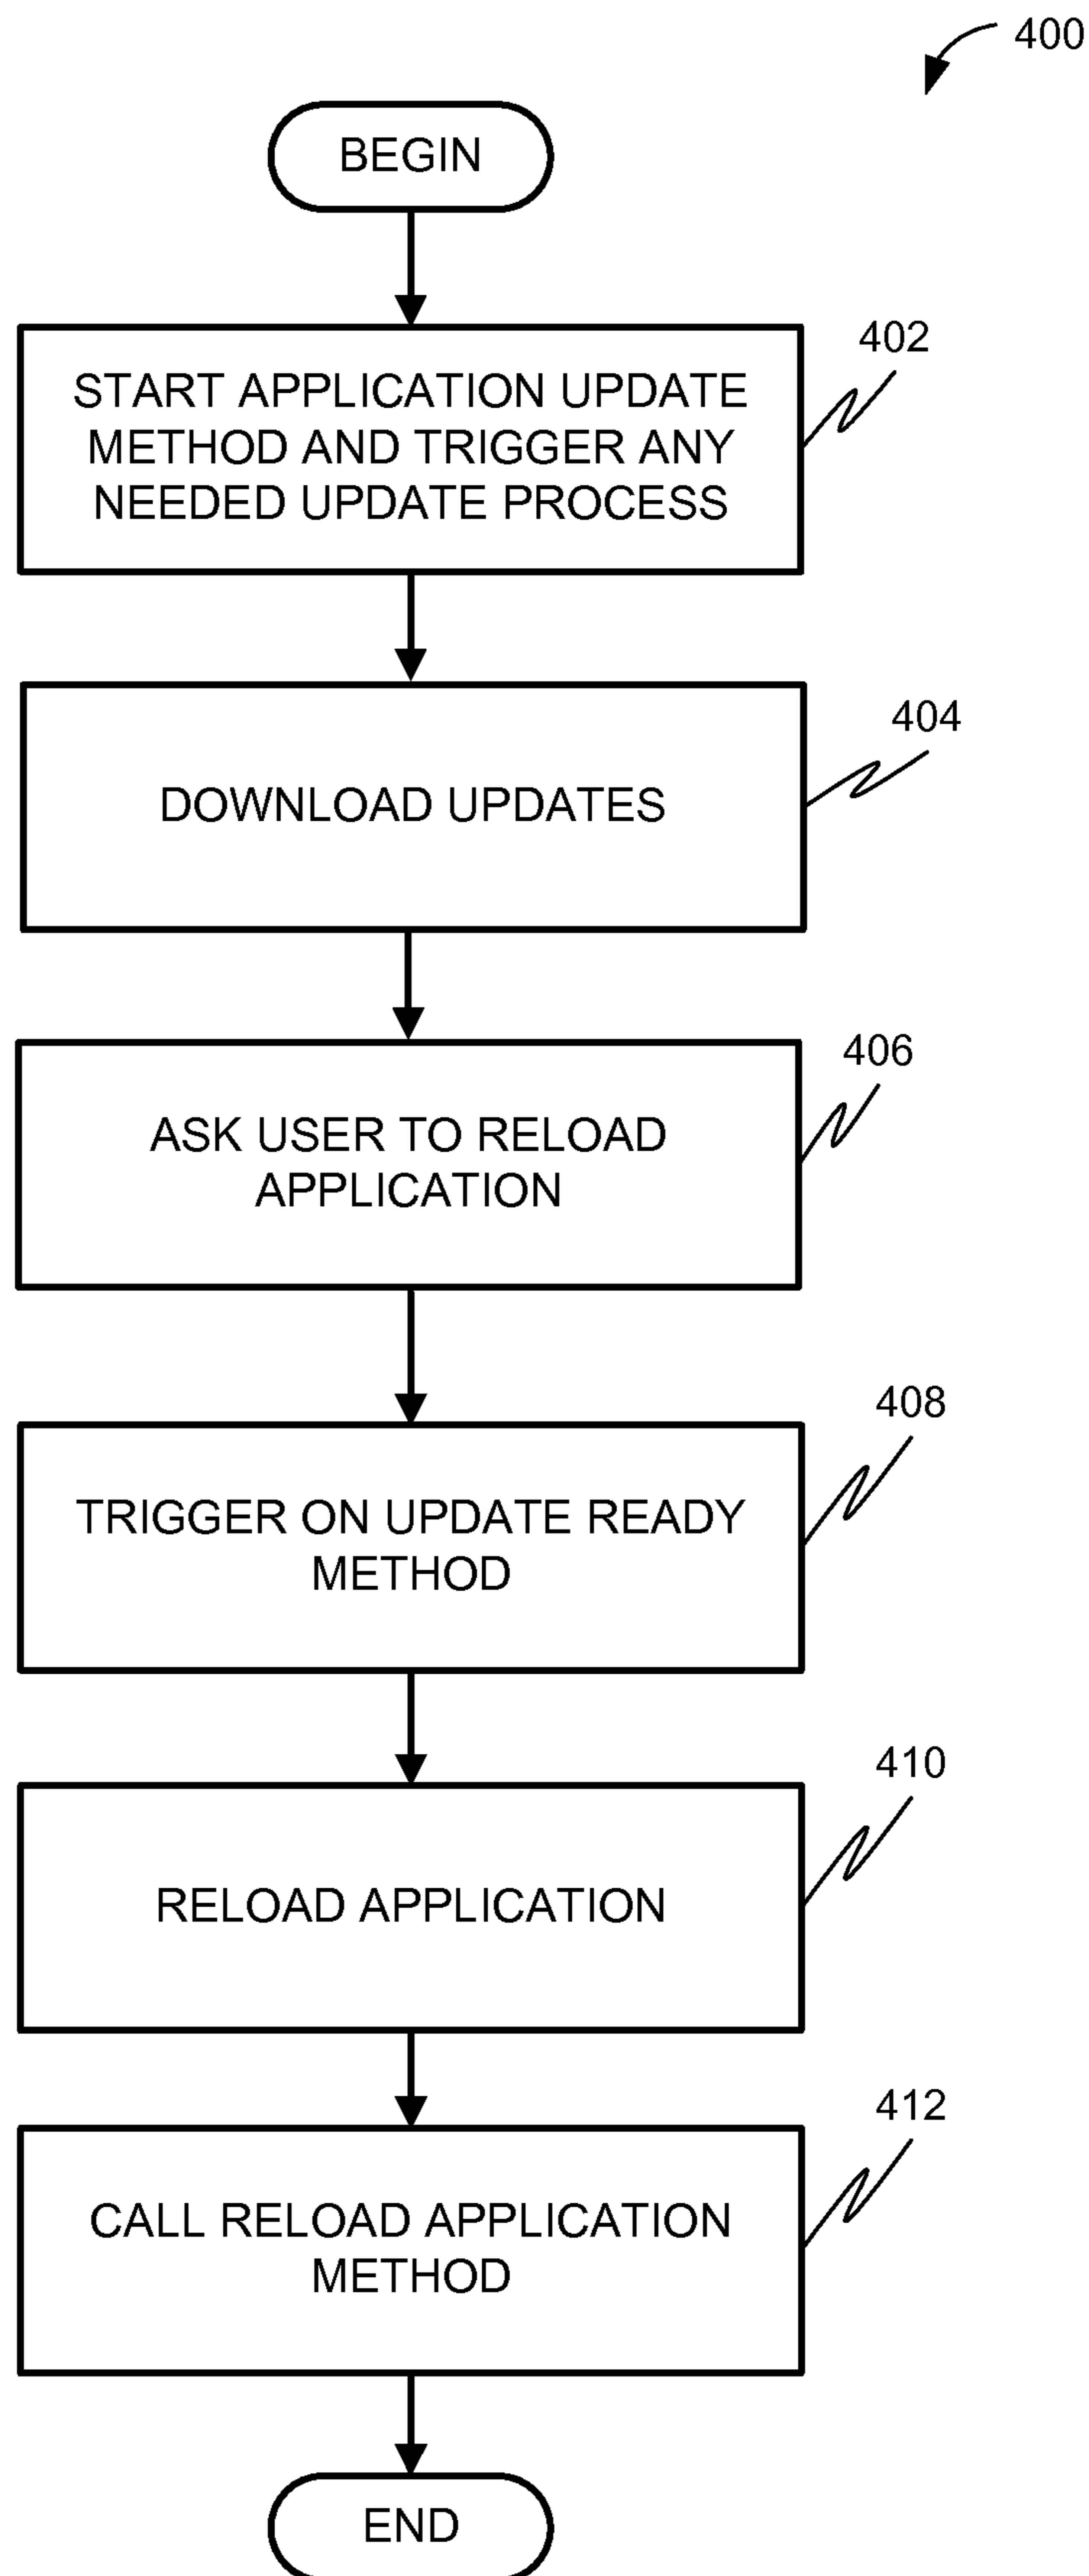 400
BEGIN
402
START APPLICATION UPDATE
METHOD AND TRIGGER ANY
NEEDED UPDATE PROCESS
404
DOWNLOAD UPDATES
406
ASK USER TO RELOAD
APPLICATION
408
TRIGGER ON UPDATE READY
METHOD
410
RELOAD APPLICATION
412
CALL RELOAD APPLICATION
METHOD
END